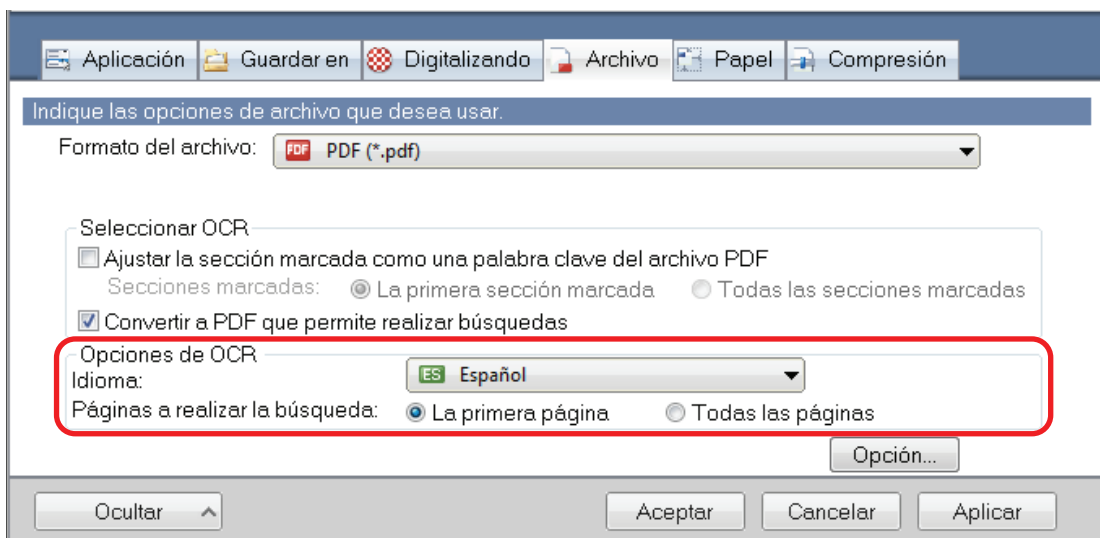 Aplicación Guardar en Digitalizando Archivo Papel Compresión
Indique las opciones de archivo que desea usar.
Formato del archivo: PDF PDF (*.pdf)
Seleccionar OCR
Ajustar la sección marcada como una palabra clave del archivo PDF
Secciones marcadas: La primera sección marcada Todas las secciones marcadas
Convertir a PDF que permite realizar búsquedas
Opciones de OCR
Idioma: ES Español
Páginas a realizar la búsqueda: La primera página Todas las páginas
Opción...
Ocultar Aceptar Cancelar Aplicar